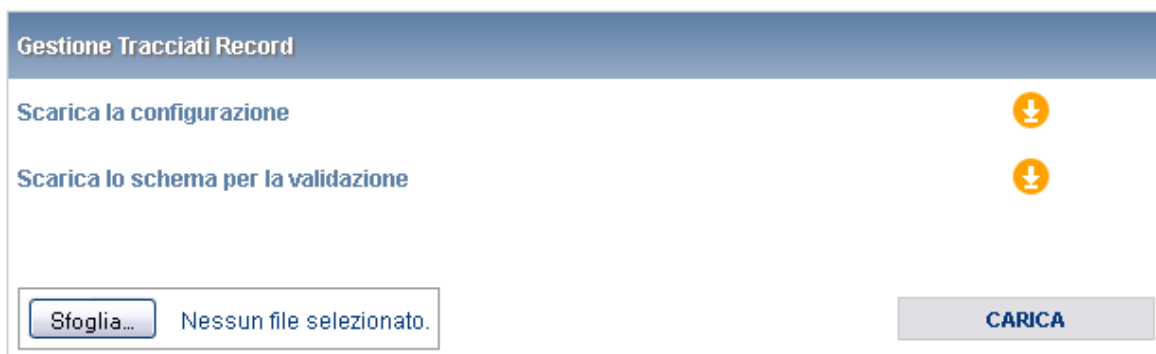 Gestione Tracciati Record
Scarica la configurazione
Scarica lo schema per la validazione
Sfoglia... Nessun file selezionato. CARICA